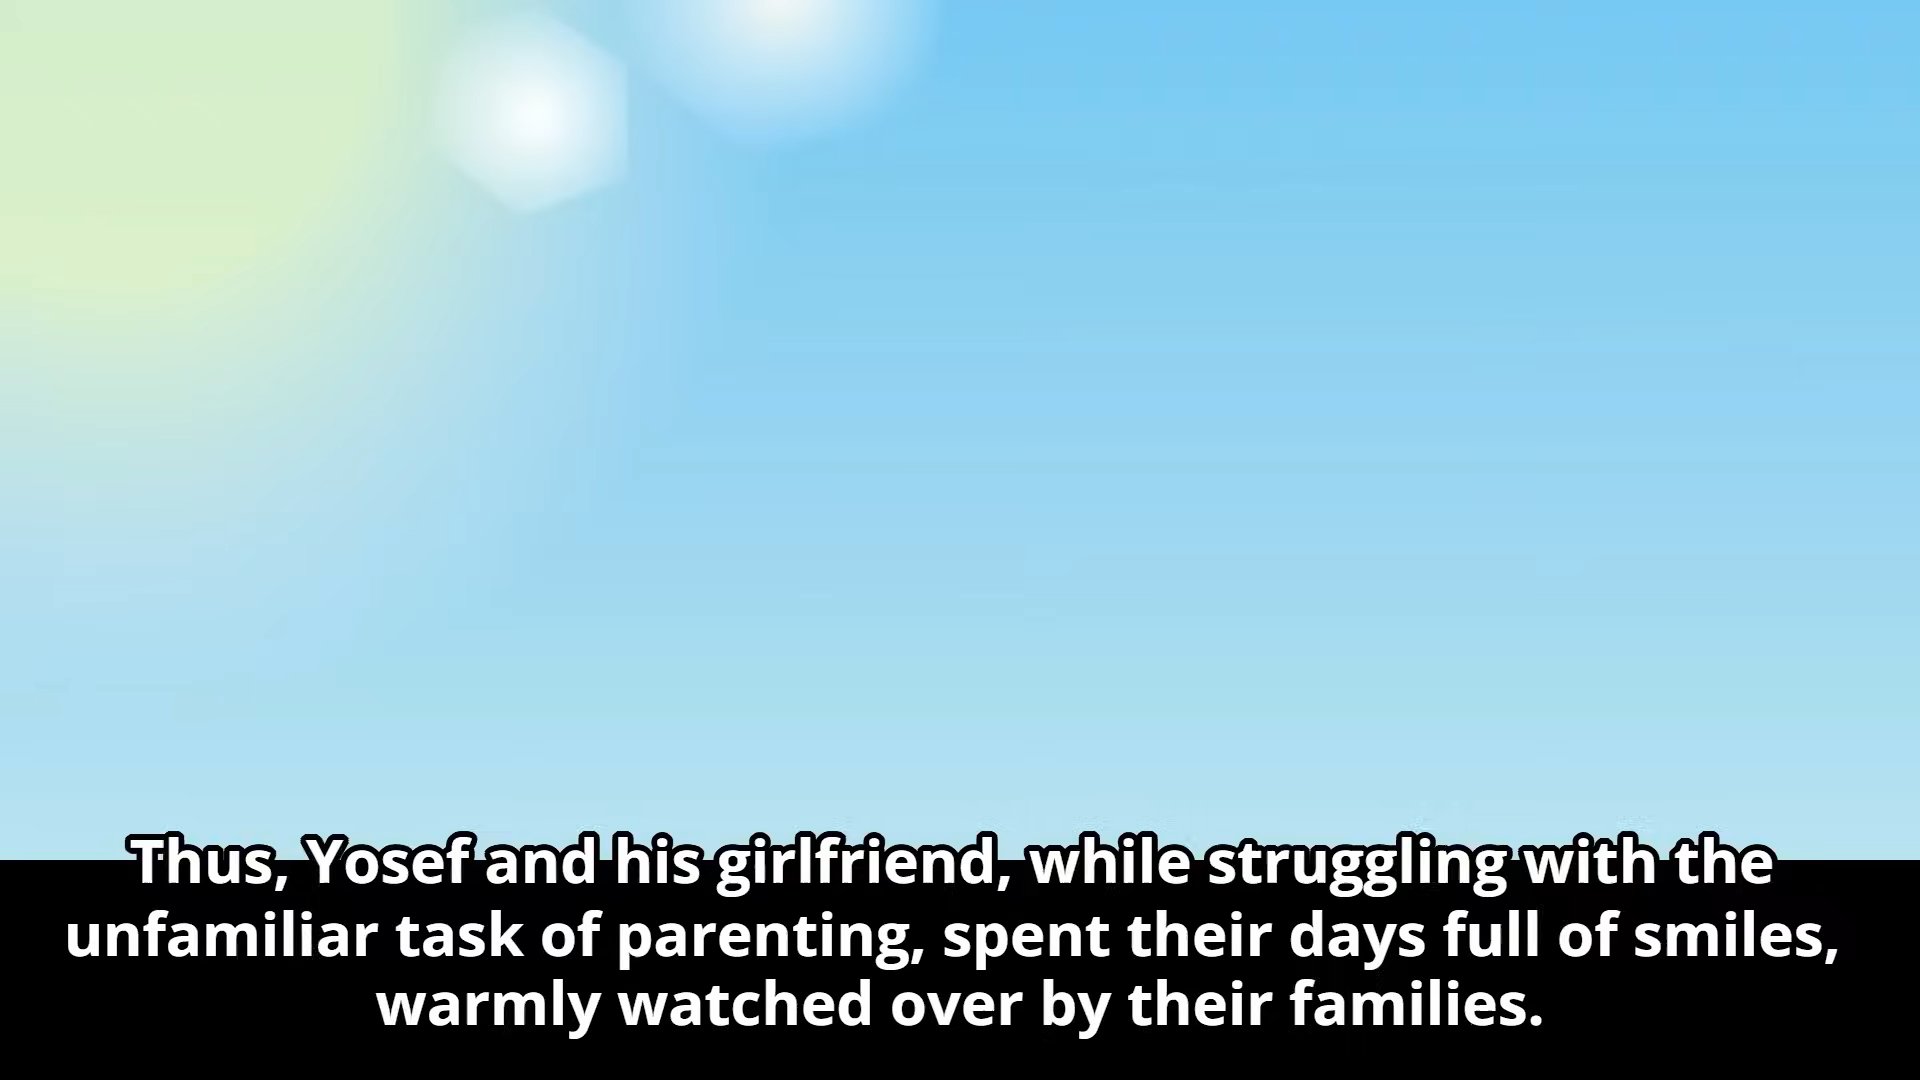 Thus, Yosef and his girlfriend, while struggling with the
unfamiliar task of parenting, spent their days full of smiles,
warmly watched over by their families.